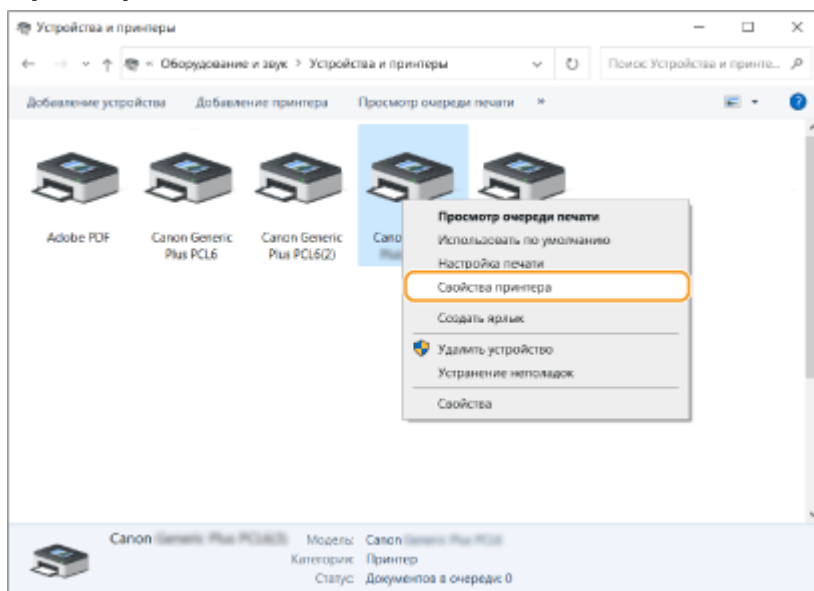 Устройства и принтеры
« Оборудование и звук > Устройства и принтеры
Поиск: Устройства и принте...
Добавление устройства Добавление принтера Просмотр очереди печати »
Adobe PDF
Canon Generic
Plus PCL6
Canon Generic
Plus PCL6(2)
Просмотр очереди печати
Использовать по умолчанию
Настройка печати
Свойства принтера
Создать ярлык
Удалить устройство
Устранение неполадок
Свойства
Canon Модель: Canon
Категория: Принтер
Статус: Документов в очереди: 0